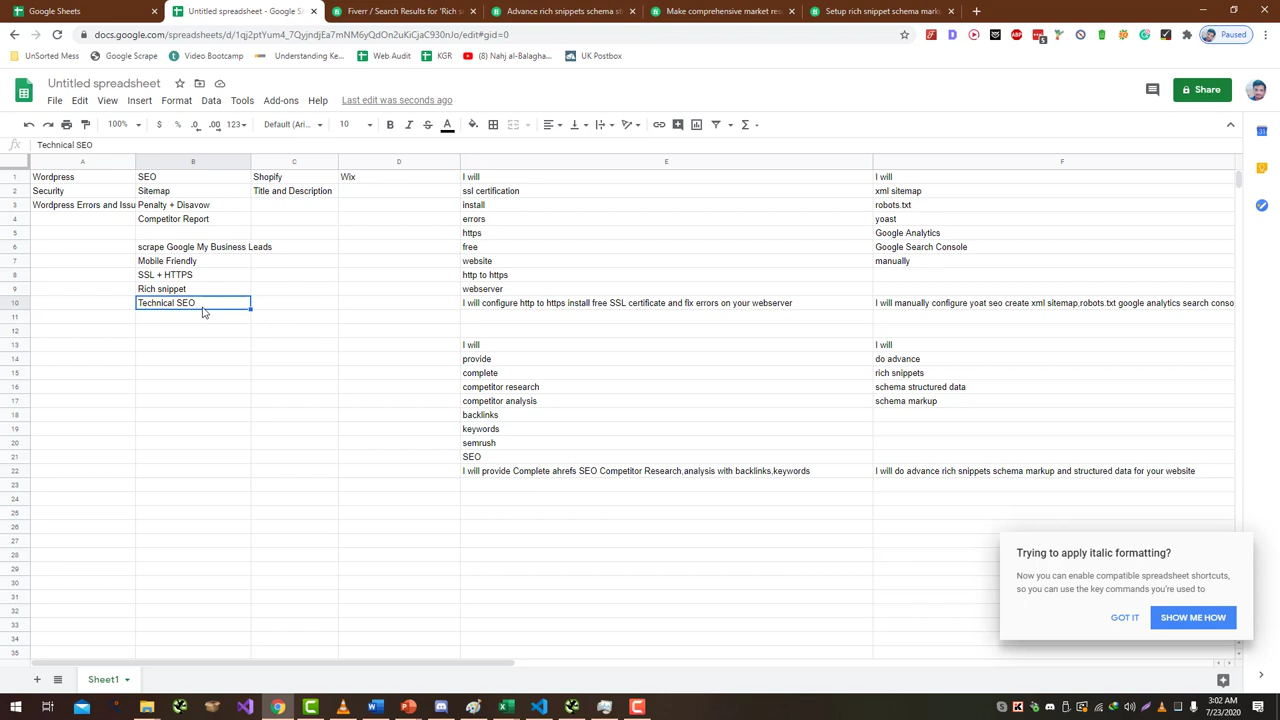 Google Sheets
Untitled spreadsheet - Google S
Fiverr / Search Results for 'Rich s
Advance rich snippets schema st
Make comprehensive market res
Setup rich snippet schema mark
docs.google.com/spreadsheets/d/1qj2ptYum4_7QyjndjEa7mNM6yQdOn2uKiCjaC930nJo/edit#gid=0
Paused
UnSorted Mess
Google Scrape
Video Bootcamp
Understanding Ke...
Web Audit
KGR
(8) Nahj al-Balagha...
UK Postbox
Untitled spreadsheet
File Edit View Insert Format Data Tools Add-ons Help Last edit was seconds ago
Share
100% $ % .0 .00 123 Default (Ari... 10 B I S A
fx Technical SEO
A B C D E F
1 Wordpress SEO Shopify Wix I will I will
2 Security Sitemap Title and Description ssl certification xml sitemap
3 Wordpress Errors and Issu Penalty + Disavow install robots.txt
4 Competitor Report errors yoast
5 https Google Analytics
6 scrape Google My Business Leads free Google Search Console
7 Mobile Friendly website manually
8 SSL + HTTPS http to https
9 Rich snippet webserver
10 Technical SEO I will configure http to https install free SSL certificate and fix errors on your webserver I will manually configure yoat seo create xml sitemap,robots.txt google analytics search conso
11
12
13 I will I will
14 provide do advance
15 complete rich snippets
16 competitor research schema structured data
17 competitor analysis schema markup
18 backlinks
19 keywords
20 semrush
21 SEO
22 I will provide Complete ahrefs SEO Competitor Research,analysis with backlinks,keywords I will do advance rich snippets schema markup and structured data for your website
23
24
25
26
27
28
29
30
31
32
33
34
35
Trying to apply italic formatting?
Now you can enable compatible spreadsheet shortcuts,
so you can use the key commands you're used to
GOT IT SHOW ME HOW
Sheet1
3:02 AM
7/23/2020